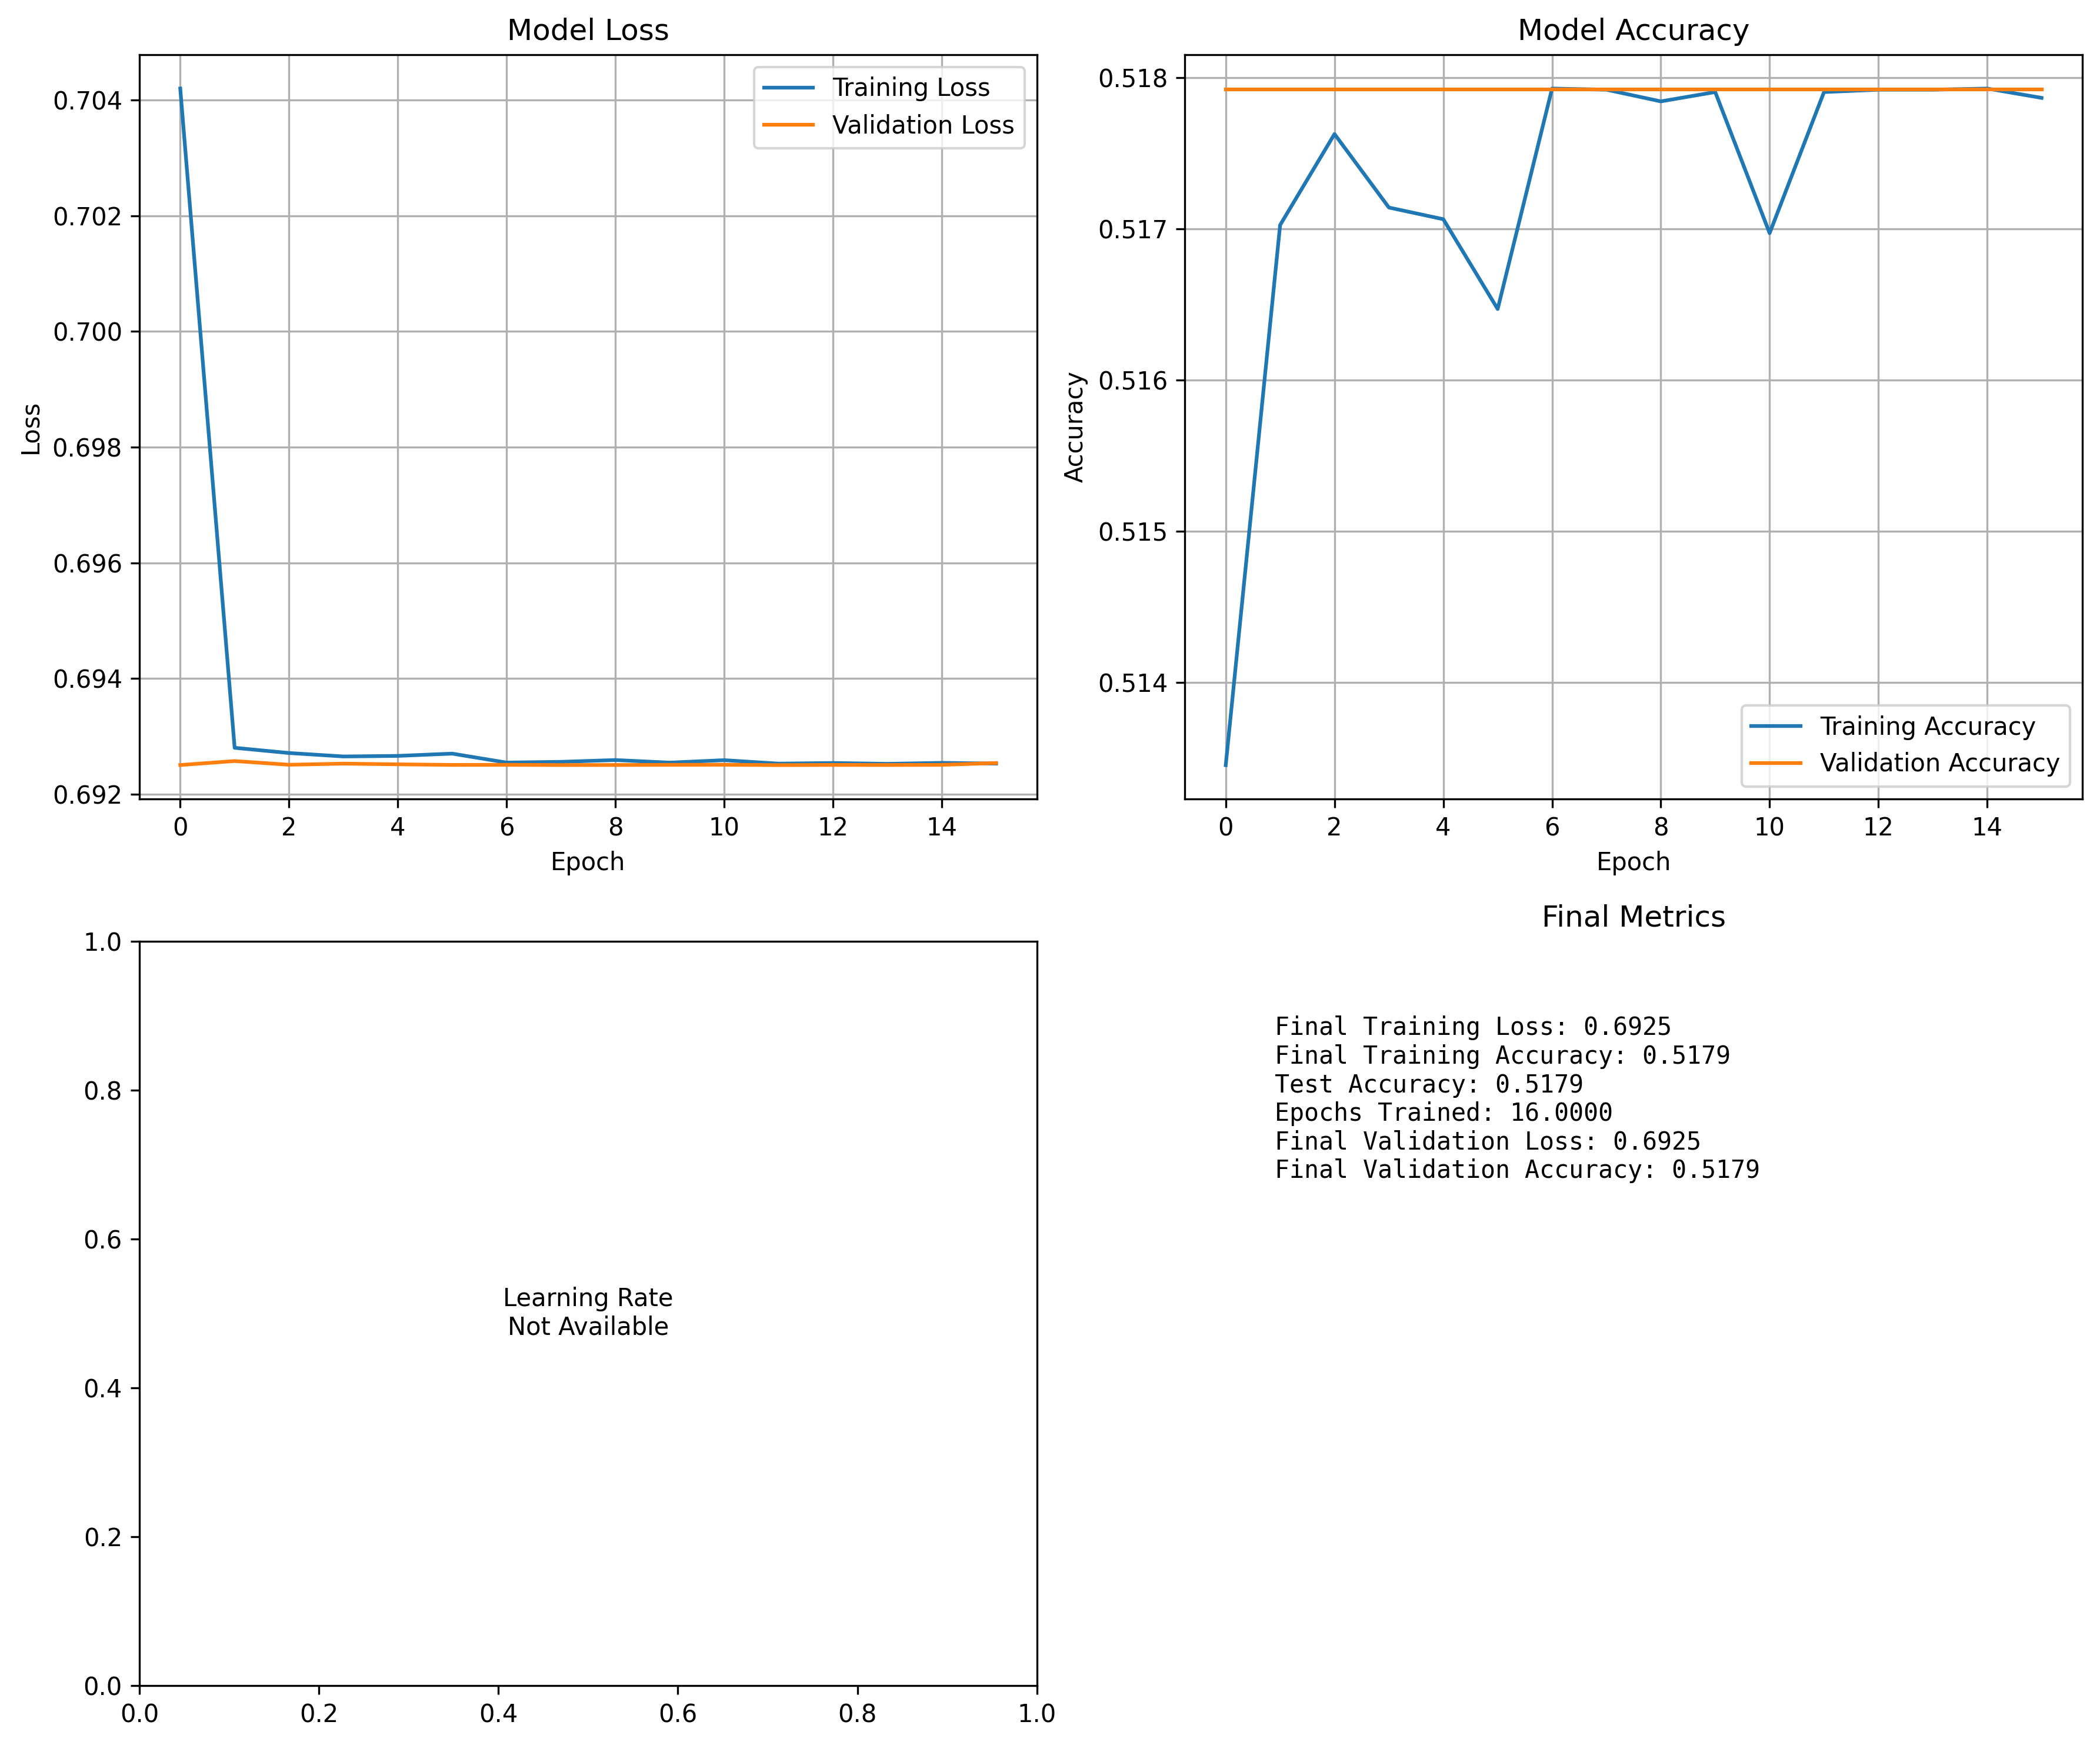 Model Loss
0.704
0.702
0.700
0.698
0.696
0.694
0.692
Loss
Training Loss
Validation Loss
0 2 4 6 8 10 12 14
Epoch
Model Accuracy
0.518
0.517
0.516
0.515
0.514
Accuracy
Training Accuracy
Validation Accuracy
0 2 4 6 8 10 12 14
Epoch
1.0
0.8
0.6
0.4
0.2
0.0
Learning Rate
Not Available
0.0 0.2 0.4 0.6 0.8 1.0
Final Metrics
Final Training Loss: 0.6925
Final Training Accuracy: 0.5179
Test Accuracy: 0.5179
Epochs Trained: 16.0000
Final Validation Loss: 0.6925
Final Validation Accuracy: 0.5179